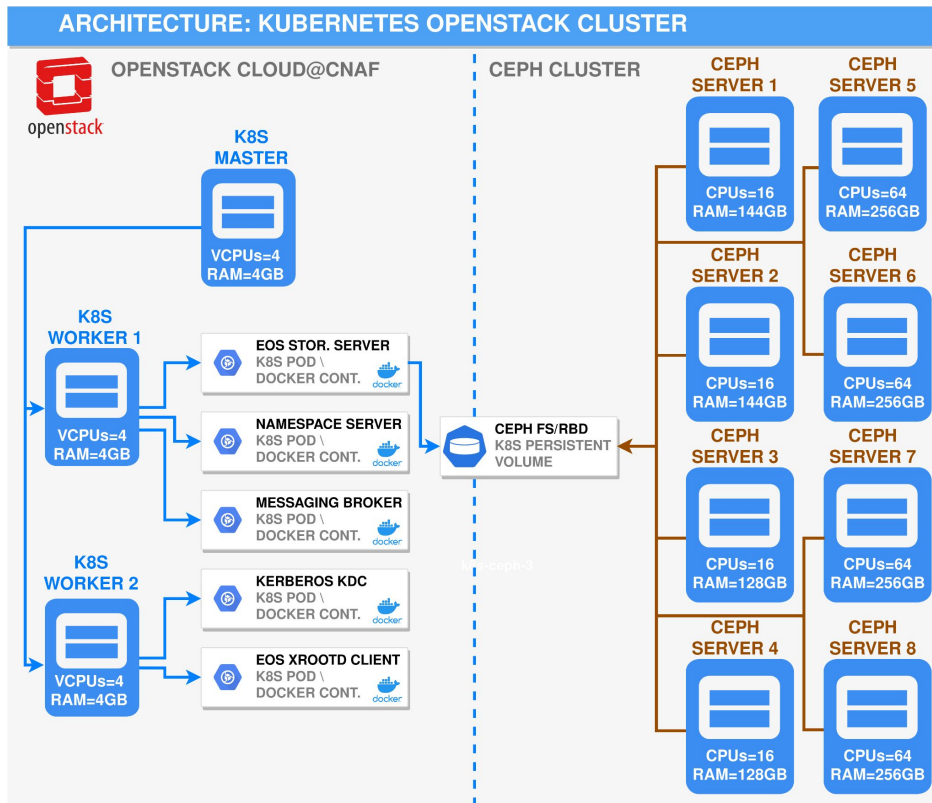 ARCHITECTURE: KUBERNETES OPENSTACK CLUSTER
openstack
OPENSTACK CLOUD@CNAF
K8S
MASTER
VCPUs=4
RAM=4GB
K8S
WORKER 1
VCPUs=4
RAM=4GB
EOS STOR. SERVER
K8S POD \
DOCKER CONT.
docker
NAMESPACE SERVER
K8S POD \
DOCKER CONT.
docker
MESSAGING BROKER
K8S POD \
DOCKER CONT.
docker
K8S
WORKER 2
VCPUs=4
RAM=4GB
KERBEROS KDC
K8S POD \
DOCKER CONT.
docker
EOS XROOTD CLIENT
K8S POD \
DOCKER CONT.
docker
CEPH CLUSTER
CEPH FS/RBD
K8S PERSISTENT
VOLUME
k8s-ceph-3
CEPH
SERVER 1
CPUs=16
RAM=144GB
CEPH
SERVER 5
CPUs=64
RAM=256GB
CEPH
SERVER 2
CPUs=16
RAM=144GB
CEPH
SERVER 6
CPUs=64
RAM=256GB
CEPH
SERVER 3
CPUs=16
RAM=128GB
CEPH
SERVER 7
CPUs=64
RAM=256GB
CEPH
SERVER 4
CPUs=16
RAM=128GB
CEPH
SERVER 8
CPUs=64
RAM=256GB